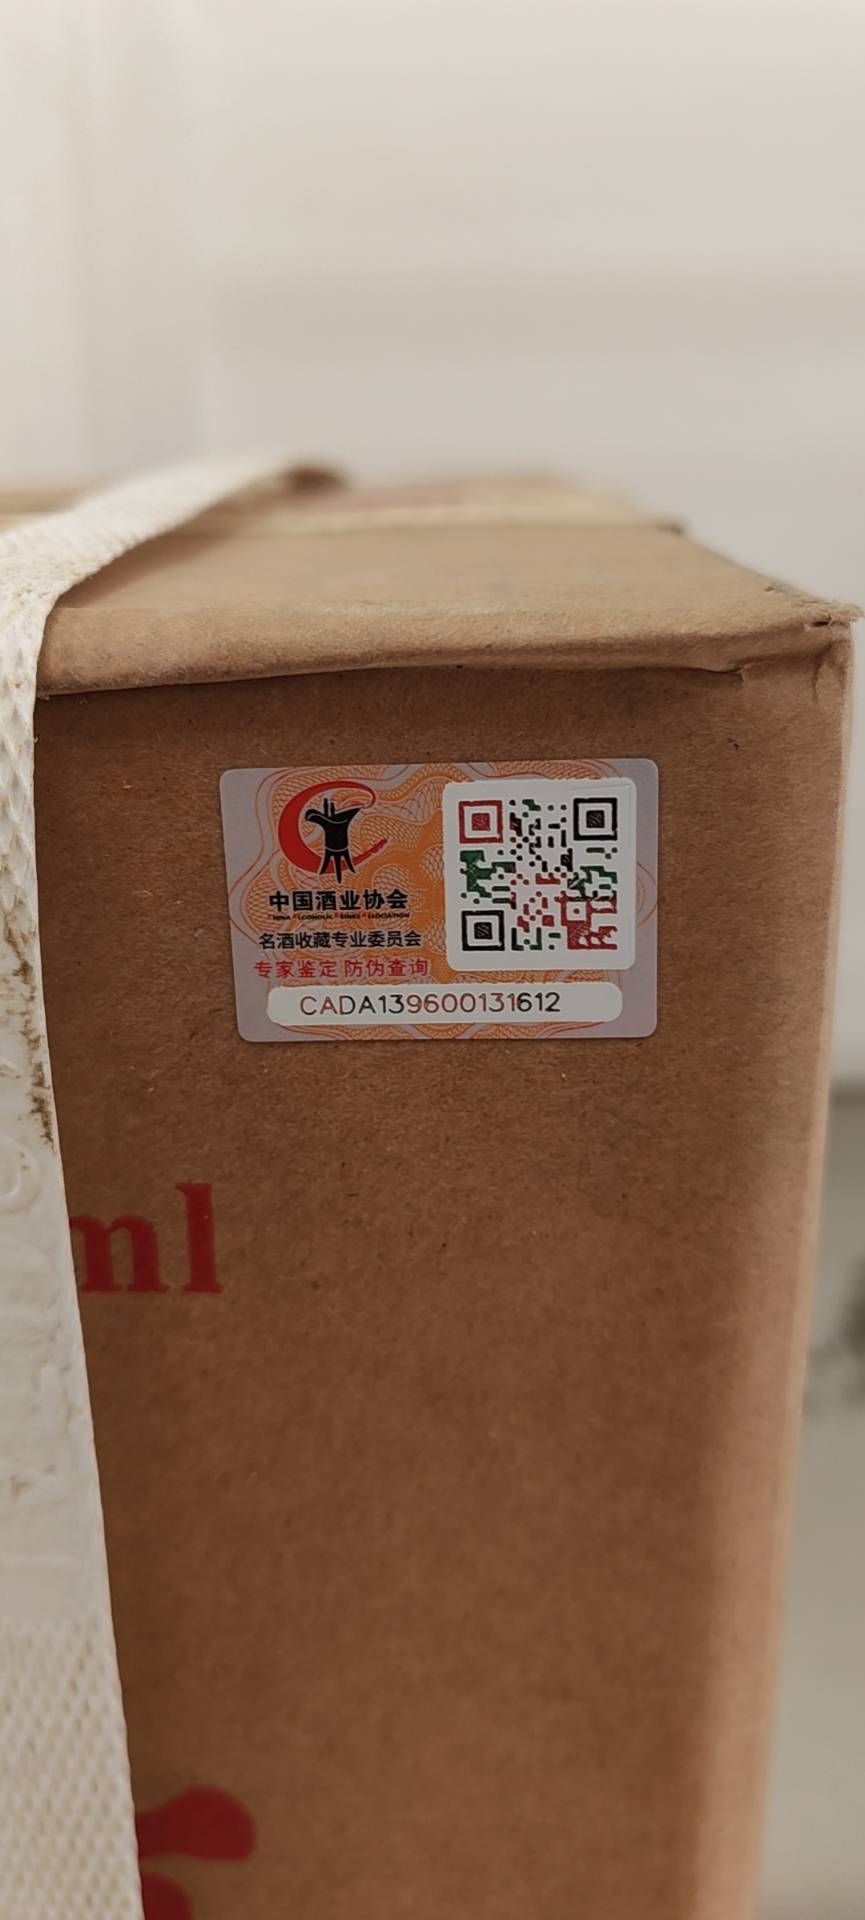 中国酒业协会
名酒收藏专业委员会
专家鉴定 防伪查询
CADA139600131612
ml